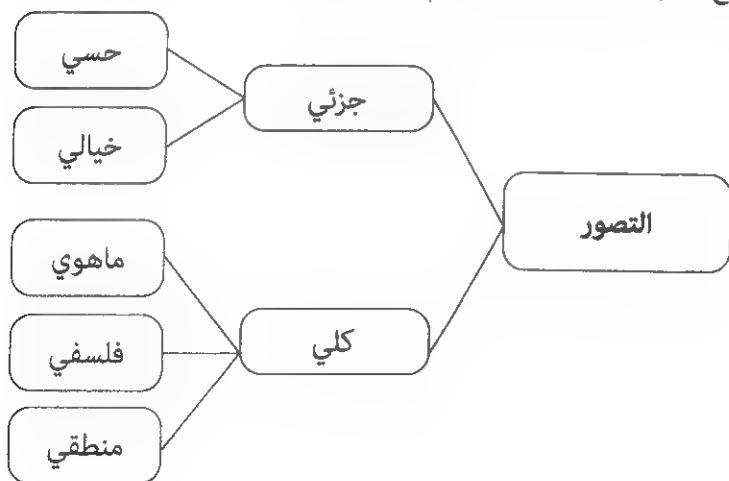 التصور
جزئي
حسي
خيالي
كلي
ماهوي
فلسفي
منطقي